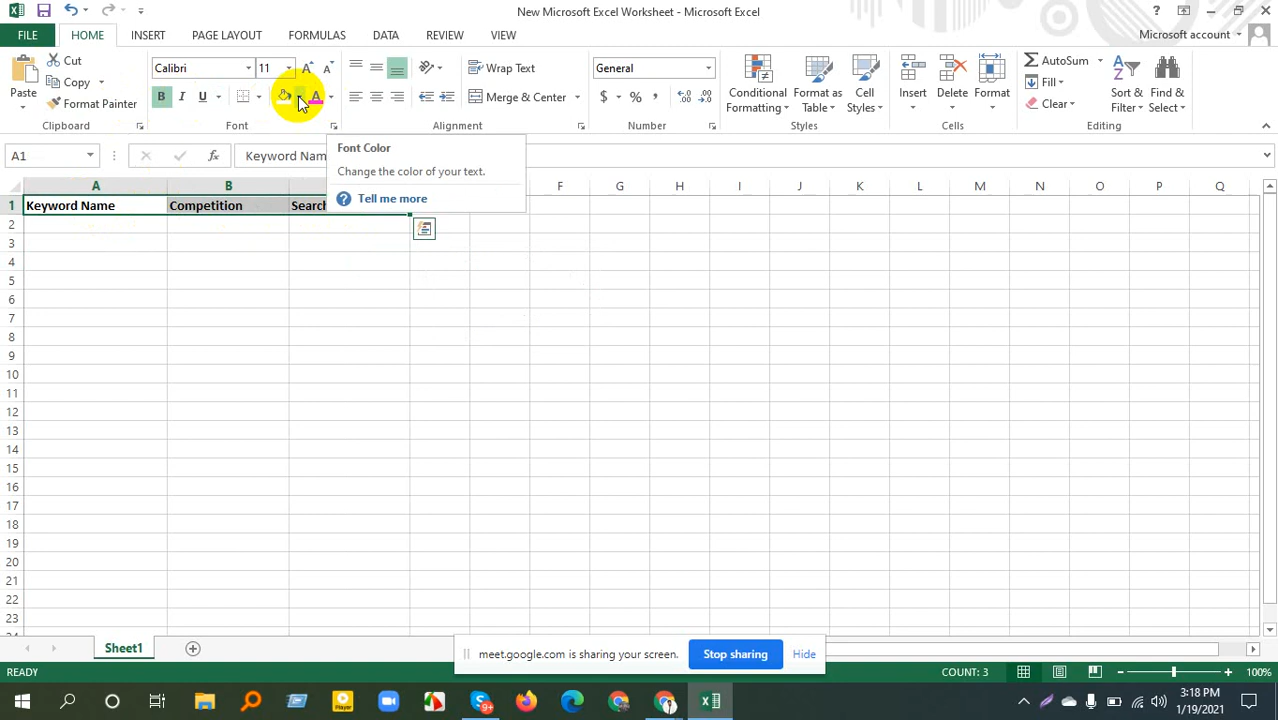 New Microsoft Excel Worksheet - Microsoft Excel
?
FILE HOME INSERT PAGE LAYOUT FORMULAS DATA REVIEW VIEW
Microsoft account
Paste
Cut
Copy
Format Painter
Clipboard
Calibri 11
B I U A
Font
Wrap Text
Merge & Center
Alignment
General
$ % ,
Number
Conditional Formatting
Format as Table
Cell Styles
Styles
Insert Delete Format
Cells
AutoSum
Fill
Clear
Sort & Filter
Find & Select
Editing
A1 fx Keyword Nam
Font Color
Change the color of your text.
? Tell me more
A B F G H I J K L M N O P Q
1 Keyword Name Competition Search
2
3
4
5
6
7
8
9
10
11
12
13
14
15
16
17
18
19
20
21
22
23
Sheet1
meet.google.com is sharing your screen. Stop sharing Hide
READY COUNT: 3 100%
3:18 PM
1/19/2021